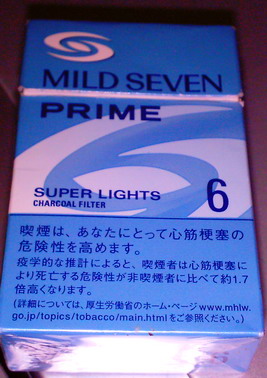 MILD SEVEN
PRIME
SUPER LIGHTS
CHARCOAL FILTER
6
喫煙は、あなたにとって心筋梗塞の
危険性を高めます。
疫学的な推計によると、喫煙者は心筋梗塞に
より死亡する危険性が非喫煙者に比べて約1.7
倍高くなります。
(詳細については、厚生労働省のホーム・ページwww.mhlw.
go.jp/topics/tobacco/main.htmlをご参照ください。)